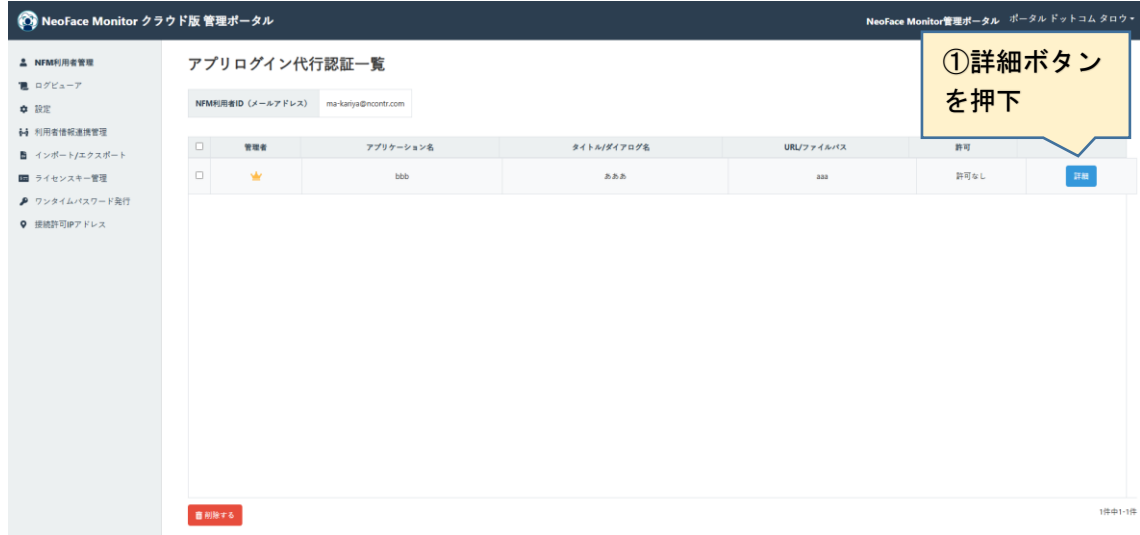 NeoFace Monitor クラウド版 管理ポータル
NeoFace Monitor管理ポータル ポータル ドットコム タロウ
①詳細ボタン
を押下
NFM利用者管理
ログビューア
設定
利用者情報連携管理
インポート/エクスポート
ライセンスキー管理
ワンタイムパスワード発行
接続許可IPアドレス
アプリログイン代行認証一覧
NFM利用者ID（メールアドレス） ma-kariya@ncontr.com
管理者 アプリケーション名 タイトル/ダイアログ名 URL/ファイルパス 許可
bbb あああ aaa 許可なし 詳細
削除する
1件中1-1件